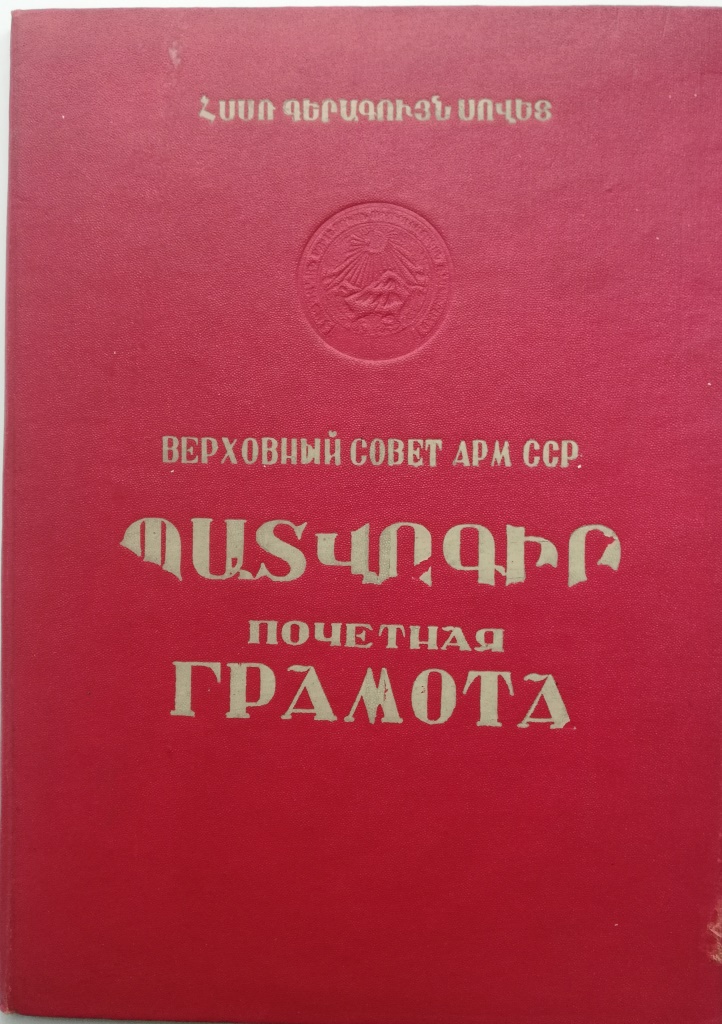 ՀՍՍՌ ԳԵՐԱԳՈՒՅՆ ՍՈՎԵՏ
ВЕРХОВНЫЙ СОВЕТ АРМ ССР
ՊԱՏՎՈԳԻՐ
ПОЧЕТНАЯ
ГРАМОТА